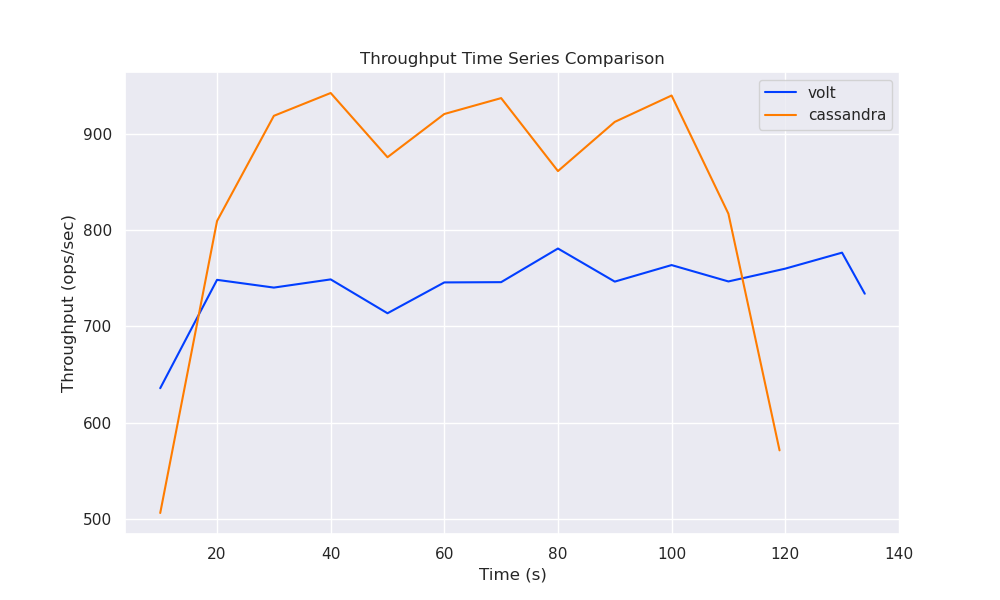 Throughput Time Series Comparison
volt
cassandra
900
800
700
600
500
Throughput (ops/sec)
20
40
60
80
100
120
140
Time (s)